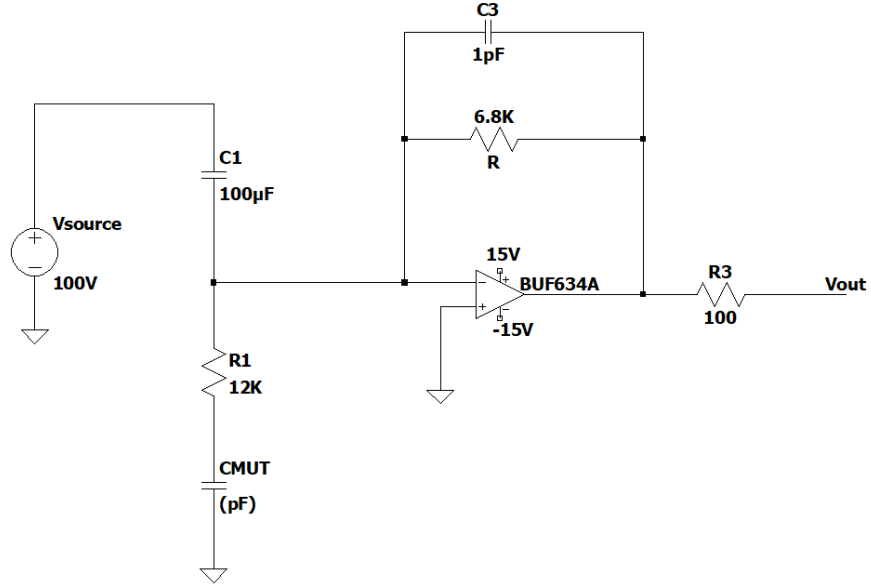 C3
1pF
6.8K
R
C1
100µF
Vsource
100V
15V
BUF634A
-15V
R3
100
Vout
R1
12K
CMUT
(pF)